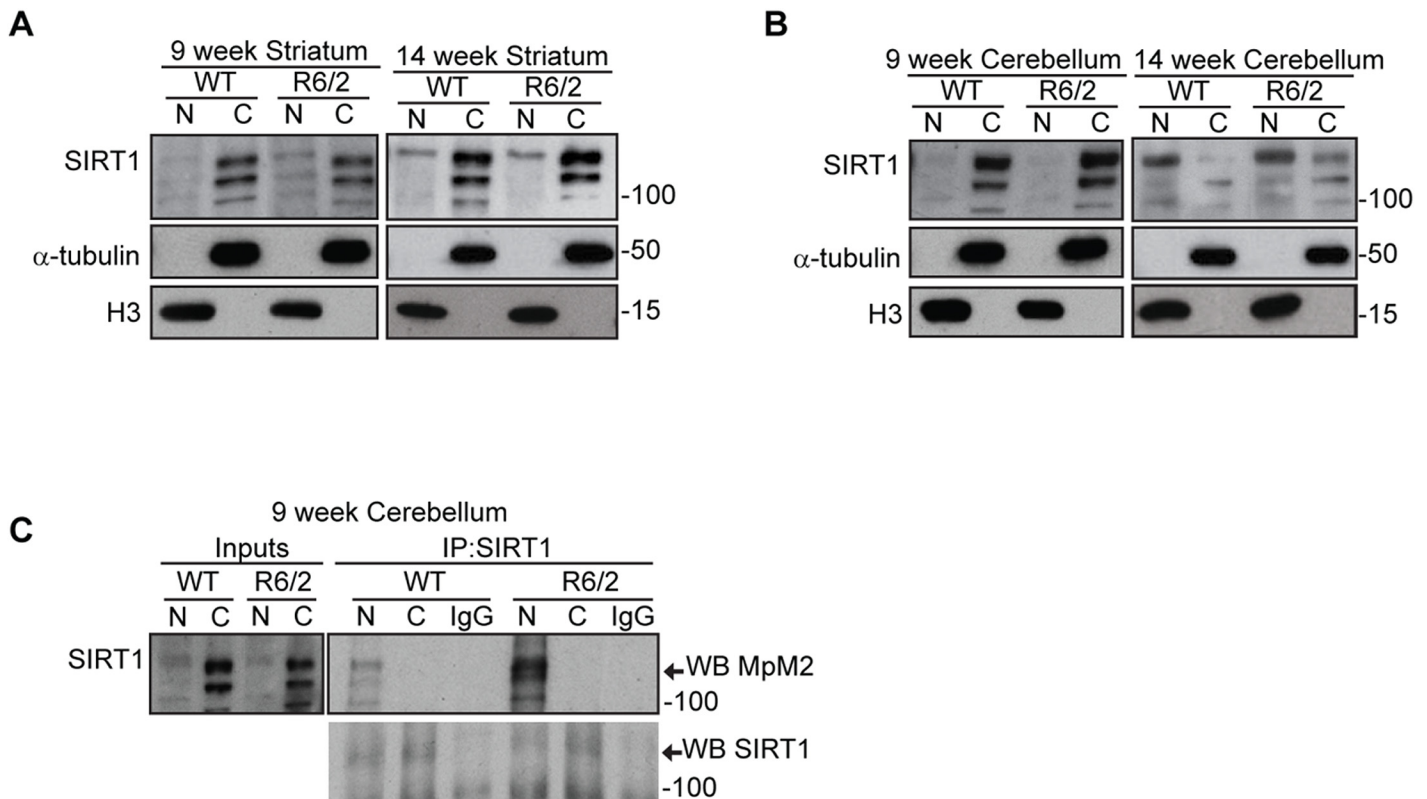 A
9 week Striatum 14 week Striatum
WT R6/2 WT R6/2
N C N C N C N C
SIRT1
-100
α-tubulin -50
H3 -15
B
9 week Cerebellum 14 week Cerebellum
WT R6/2 WT R6/2
N C N C N C N C
SIRT1
-100
α-tubulin -50
H3 -15
C
9 week Cerebellum
Inputs IP:SIRT1
WT R6/2 WT R6/2
N C N C N C IgG N C IgG
SIRT1 WB MpM2
-100
WB SIRT1
-100